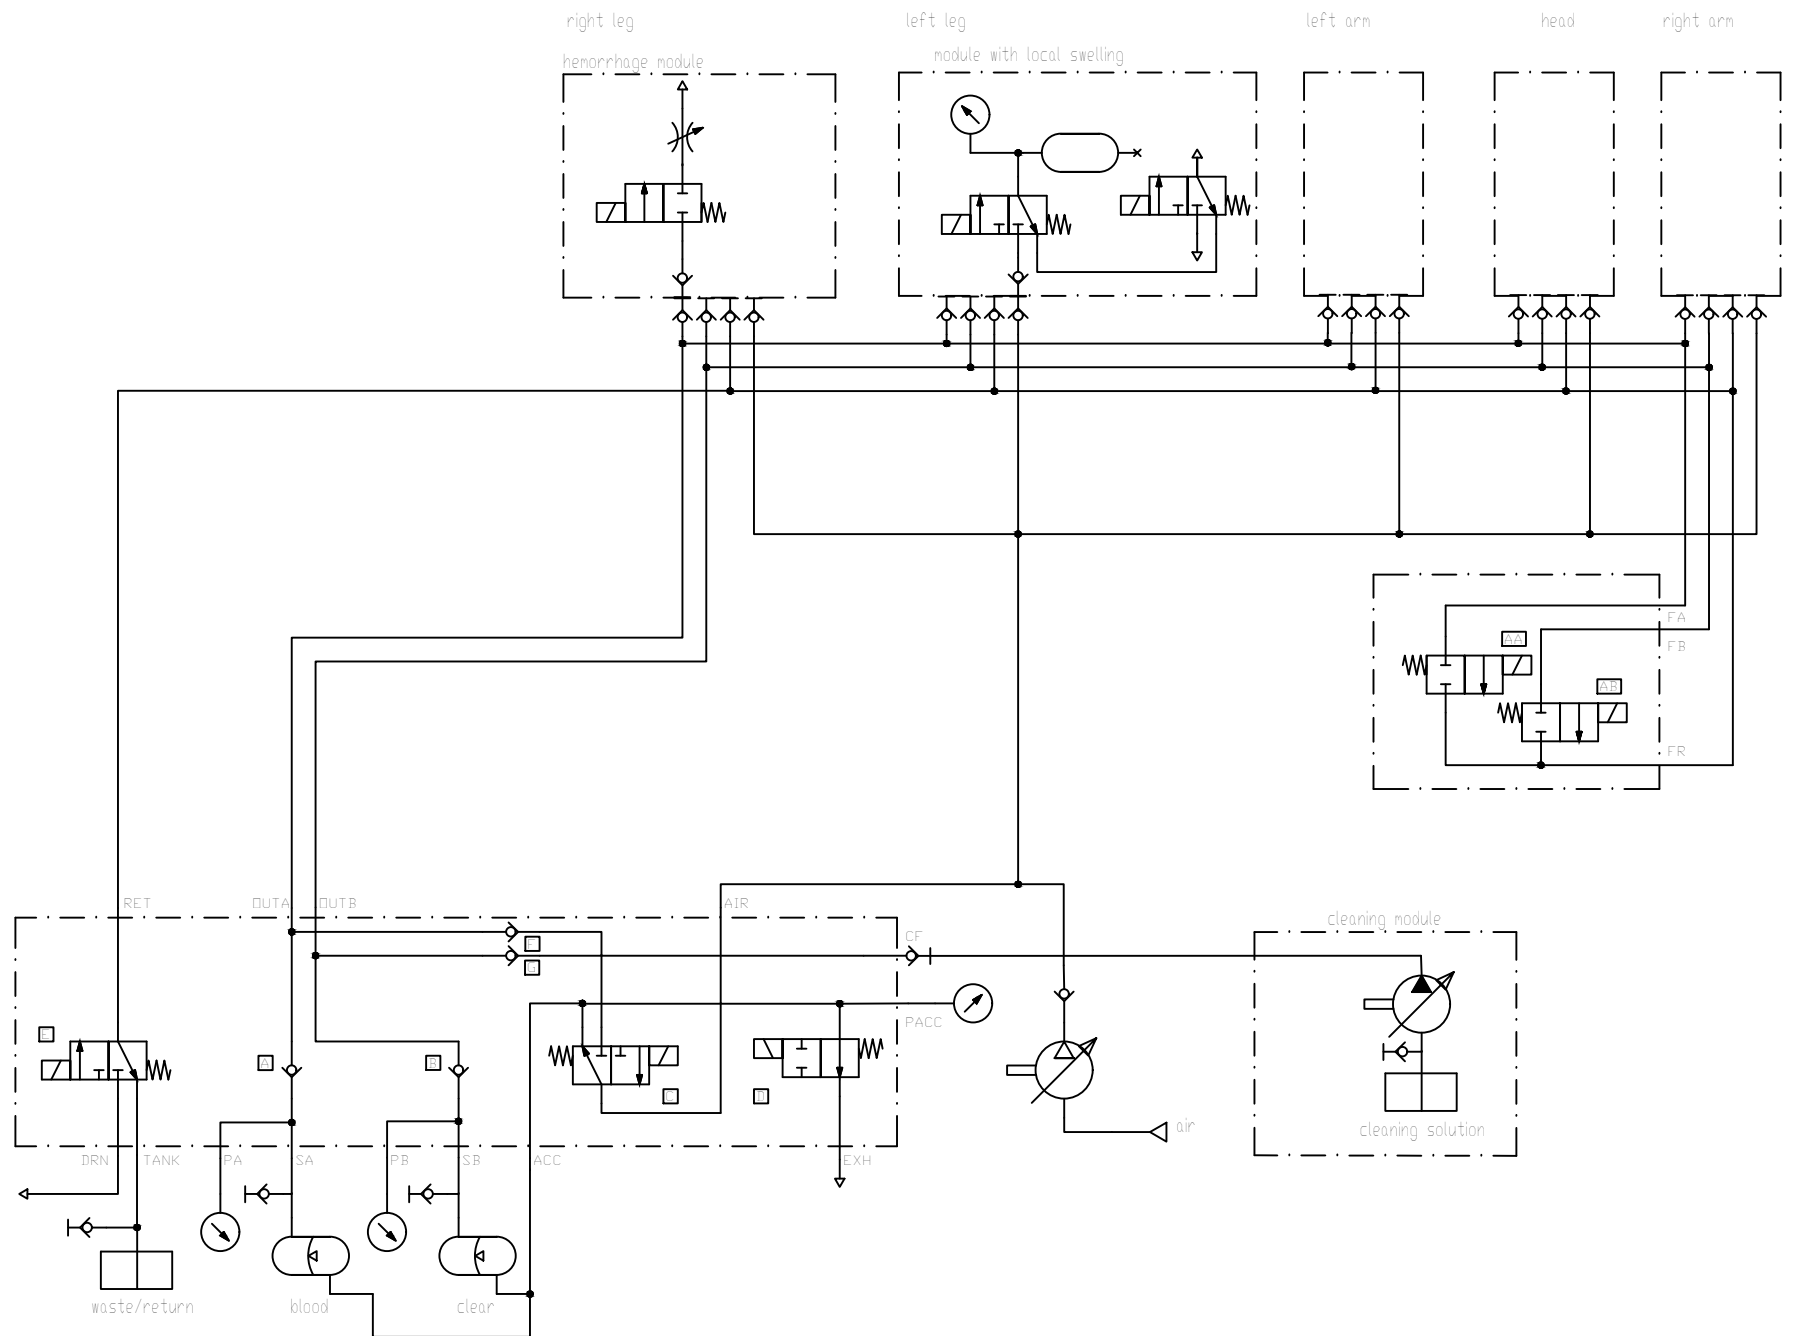 right leg
left leg
left arm
head
right arm
hemorrhage module
module with local swelling
FA
AA
FB
AB
FR
RET
OUTA
OUTB
AIR
cleaning module
CF
F
G
PACC
E
A
B
C
D
air
cleaning solution
DRN
TANK
PA
SA
PB
SB
ACC
EXH
waste/return
blood
clear